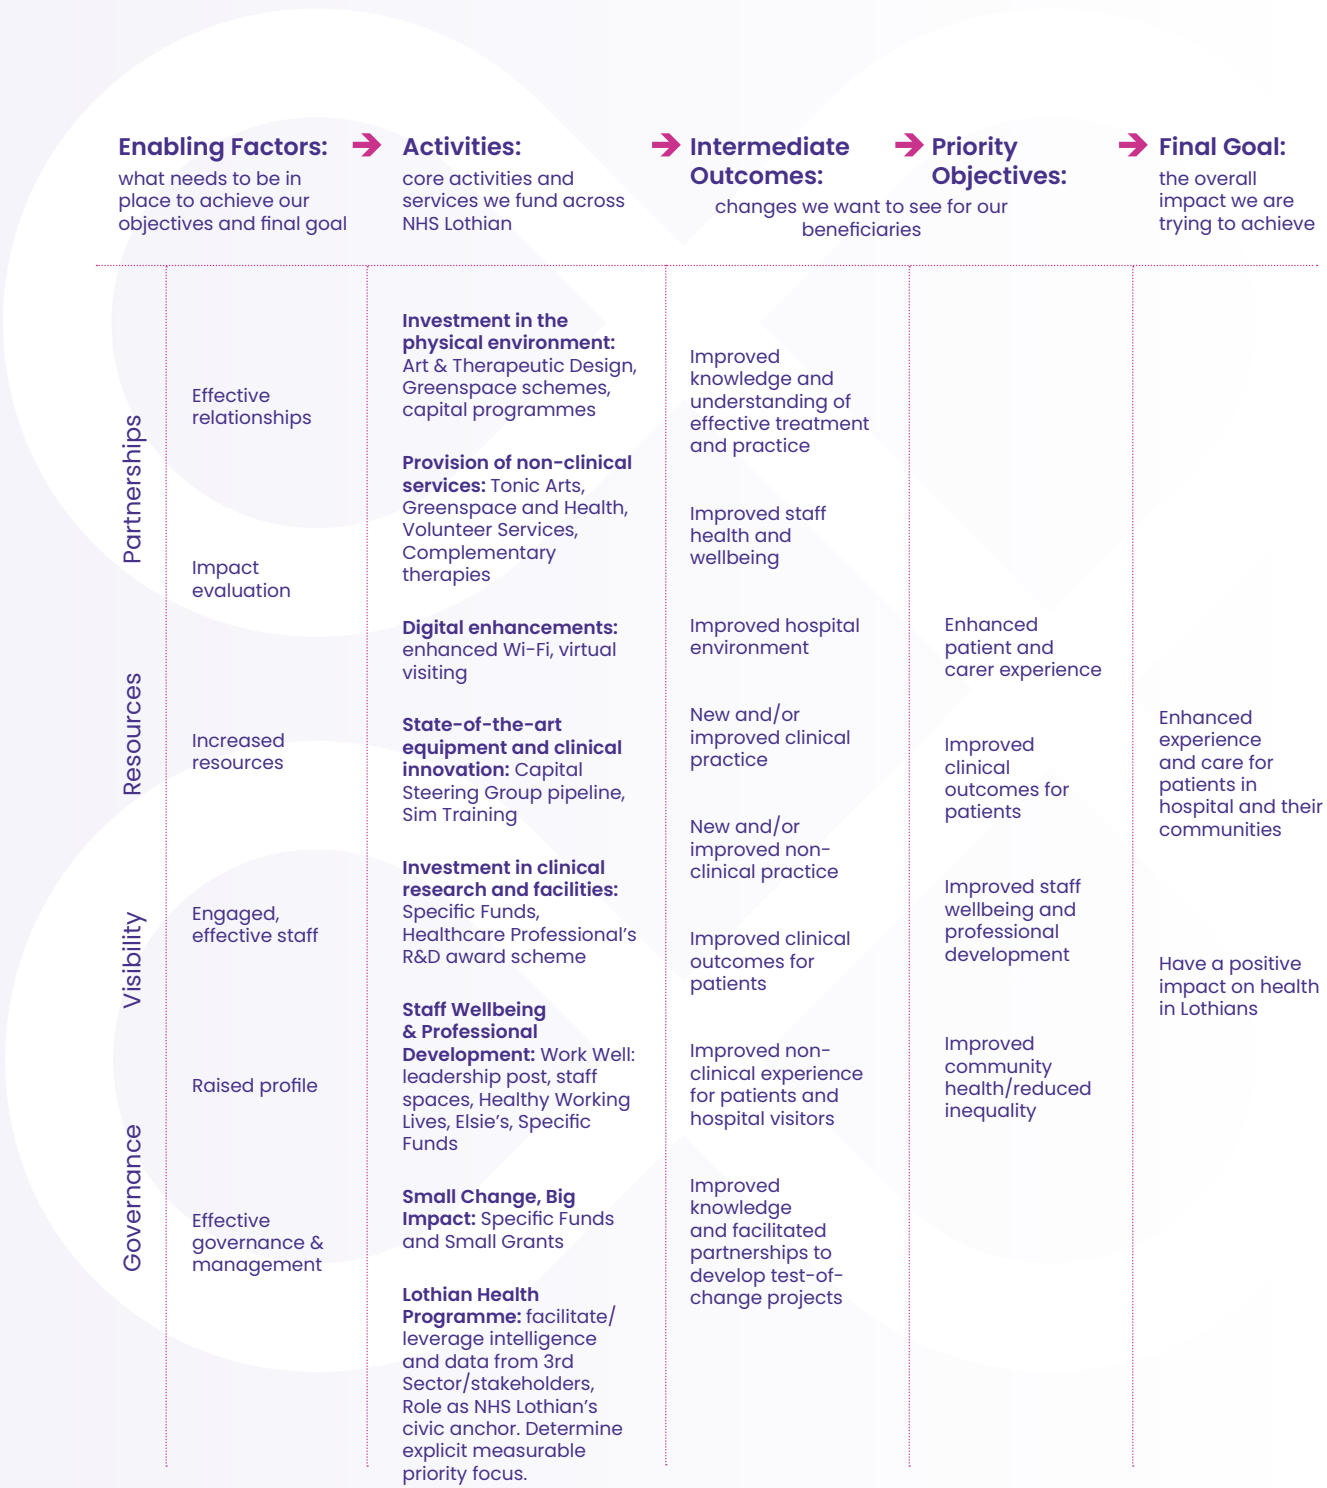 Enabling Factors:
what needs to be in
place to achieve our
objectives and final goal
Activities:
core activities and
services we fund across
NHS Lothian
Intermediate
Outcomes:
Priority
Objectives:
changes we want to see for our
beneficiaries
Final Goal:
the overall
impact we are
trying to achieve
Partnerships
Resources
Visibility
Governance
Effective
relationships
Impact
evaluation
Increased
resources
Engaged,
effective staff
Raised profile
Effective
governance &
management
Investment in the
physical environment:
Art & Therapeutic Design,
Greenspace schemes,
capital programmes
Provision of non-clinical
services: Tonic Arts,
Greenspace and Health,
Volunteer Services,
Complementary
therapies
Digital enhancements:
enhanced Wi-Fi, virtual
visiting
State-of-the-art
equipment and clinical
innovation: Capital
Steering Group pipeline,
Sim Training
Investment in clinical
research and facilities:
Specific Funds,
Healthcare Professional's
R&D award scheme
Staff Wellbeing
& Professional
Development: Work Well:
leadership post, staff
spaces, Healthy Working
Lives, Elsie's, Specific
Funds
Small Change, Big
Impact: Specific Funds
and Small Grants
Lothian Health
Programme: facilitate/
leverage intelligence
and data from 3rd
Sector/stakeholders,
Role as NHS Lothian's
civic anchor. Determine
explicit measurable
priority focus.
Improved
knowledge and
understanding of
effective treatment
and practice
Improved staff
health and
wellbeing
Improved hospital
environment
New and/or
improved clinical
practice
New and/or
improved non-
clinical practice
Improved clinical
outcomes for
patients
Improved non-
clinical experience
for patients and
hospital visitors
Improved
knowledge
and facilitated
partnerships to
develop test-of-
change projects
Enhanced
patient and
carer experience
Improved
clinical
outcomes for
patients
Improved staff
wellbeing and
professional
development
Improved
community
health/reduced
inequality
Enhanced
experience
and care for
patients in
hospital and their
communities
Have a positive
impact on health
in Lothians